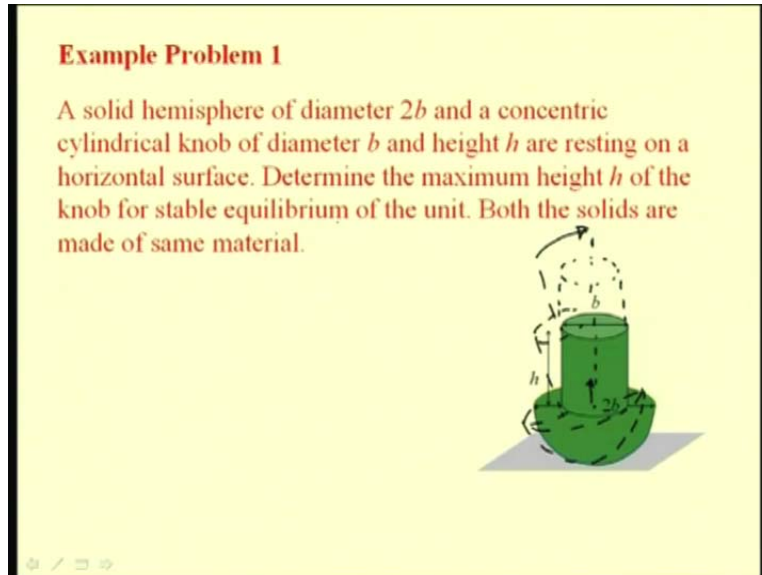 Example Problem 1
A solid hemisphere of diameter 2b and a concentric
cylindrical knob of diameter b and height h are resting on a
horizontal surface. Determine the maximum height h of the
knob for stable equilibrium of the unit. Both the solids are
made of same material.
b
h
2b